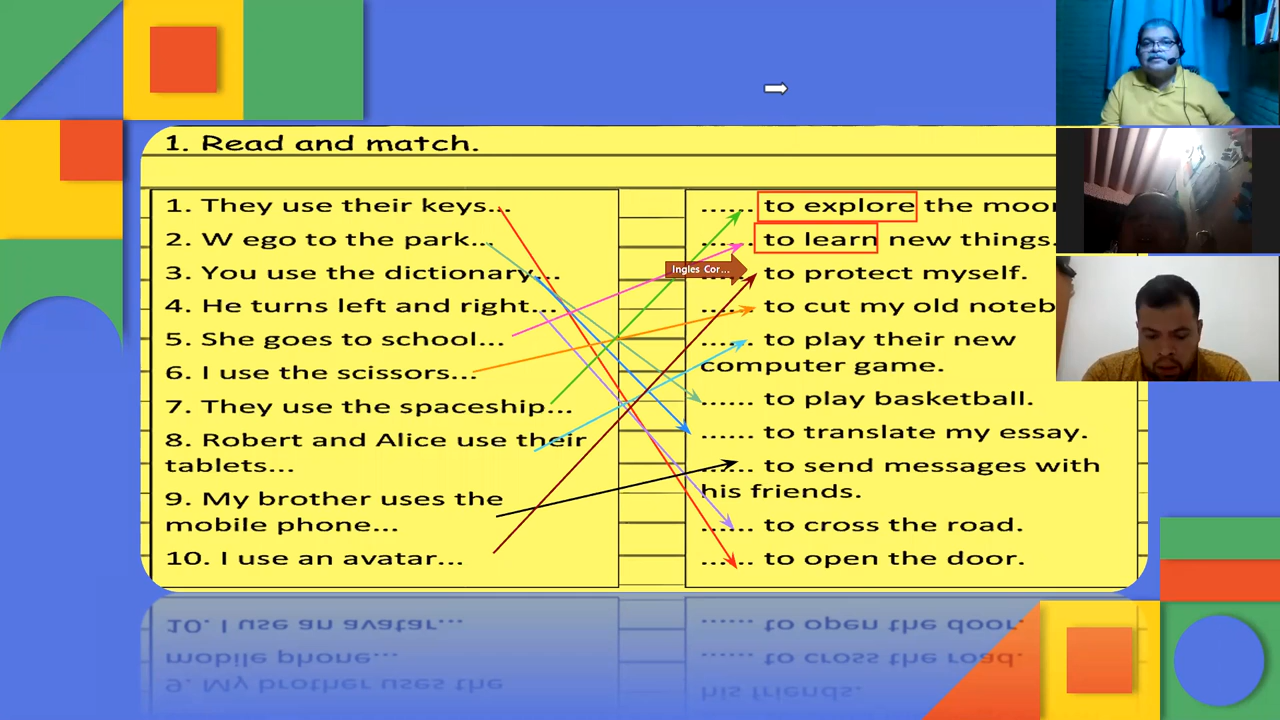 1. Read and match.
1. They use their keys...
2. W ego to the park...
3. You use the dictionary...
4. He turns left and right...
5. She goes to school...
6. I use the scissors...
7. They use the spaceship...
8. Robert and Alice use their
tablets...
9. My brother uses the
mobile phone...
10. I use an avatar...
...... to explore the moon
...... to learn new things.
Ingles Cor...
...... to protect myself.
...... to cut my old noteb
...... to play their new
computer game.
...... to play basketball.
...... to translate my essay.
...... to send messages with
his friends.
...... to cross the road.
...... to open the door.